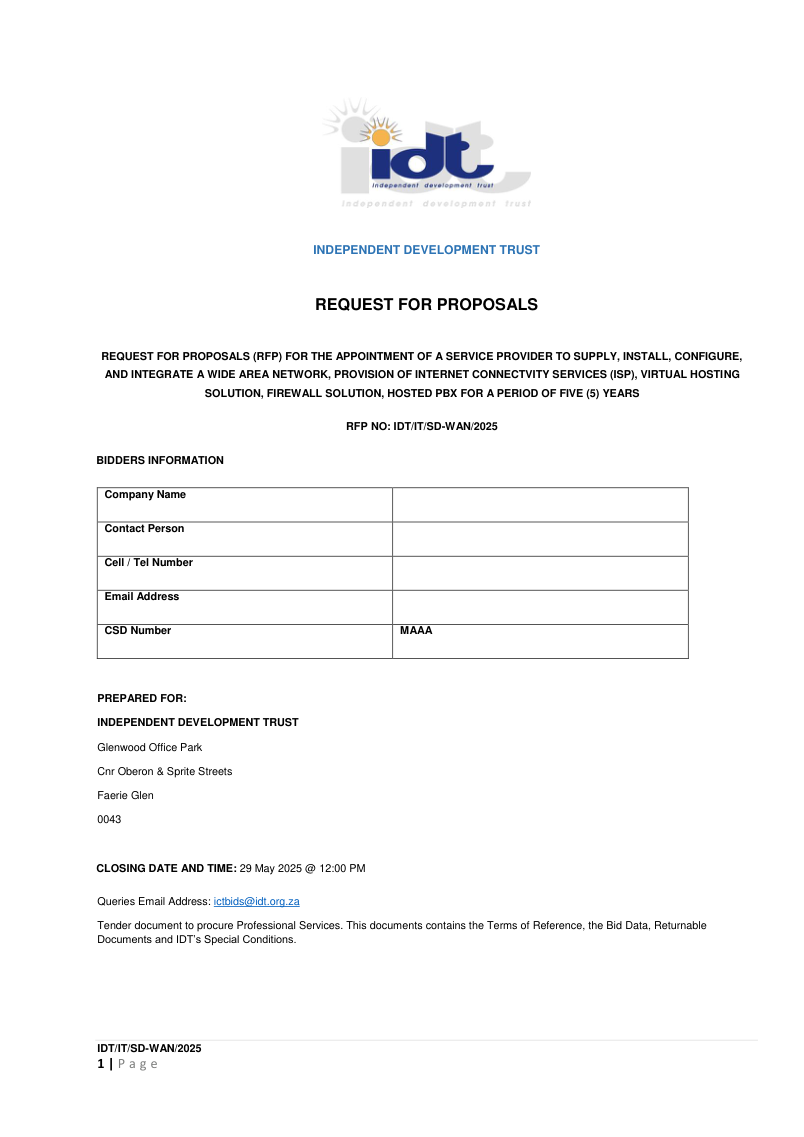 idt
independent development trust
independent development trust
INDEPENDENT DEVELOPMENT TRUST
REQUEST FOR PROPOSALS
REQUEST FOR PROPOSALS (RFP) FOR THE APPOINTMENT OF A SERVICE PROVIDER TO SUPPLY, INSTALL, CONFIGURE,
AND INTEGRATE A WIDE AREA NETWORK, PROVISION OF INTERNET CONNECTVITY SERVICES (ISP), VIRTUAL HOSTING
SOLUTION, FIREWALL SOLUTION, HOSTED PBX FOR A PERIOD OF FIVE (5) YEARS
RFP NO: IDT/IT/SD-WAN/2025
BIDDERS INFORMATION
Company Name
Contact Person
Cell / Tel Number
Email Address
CSD Number MAAA
PREPARED FOR:
INDEPENDENT DEVELOPMENT TRUST
Glenwood Office Park
Cnr Oberon & Sprite Streets
Faerie Glen
0043
CLOSING DATE AND TIME: 29 May 2025 @ 12:00 PM
Queries Email Address: ictbids@idt.org.za
Tender document to procure Professional Services. This documents contains the Terms of Reference, the Bid Data, Returnable
Documents and IDT's Special Conditions.
IDT/IT/SD-WAN/2025
1 | Page